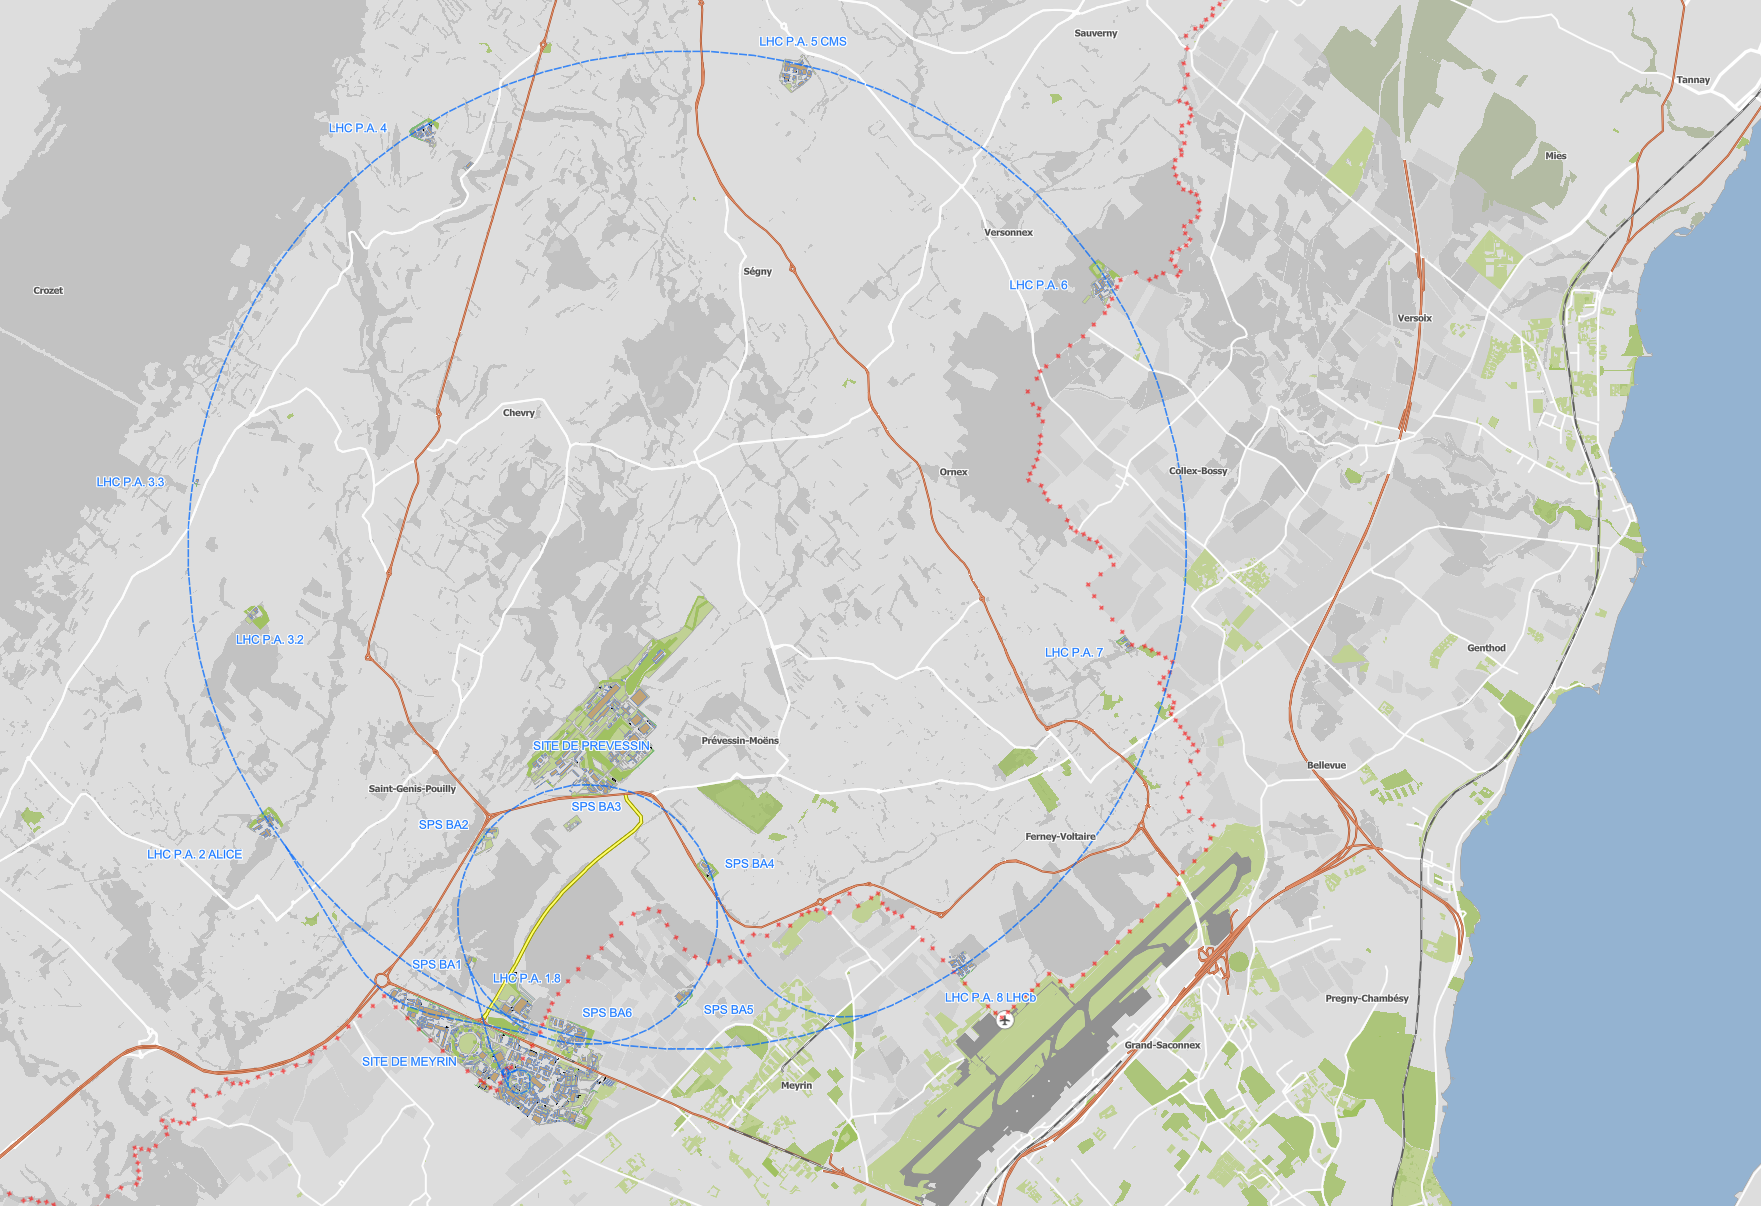 Sauverny
LHC P.A. 5 CMS
Tannay
LHC P.A. 4
Mies
Versonnex
Ségny
LHC P.A. 6
Crozet
Versoix
Chevry
Ornex
Collex-Bossy
LHC P.A. 3.3
LHC P.A. 3.2
LHC P.A. 7
Genthod
SITE DE PREVESSIN
Prévessin-Moëns
Bellevue
Saint-Genis-Pouilly
SPS BA3
SPS BA2
Ferney-Voltaire
LHC P.A. 2 ALICE
SPS BA4
SPS BA1
LHC P.A. 1.8
LHC P.A. 8 LHCb
Pregny-Chambésy
SPS BA6
SPS BA5
Grand-Saconnex
SITE DE MEYRIN
Meyrin